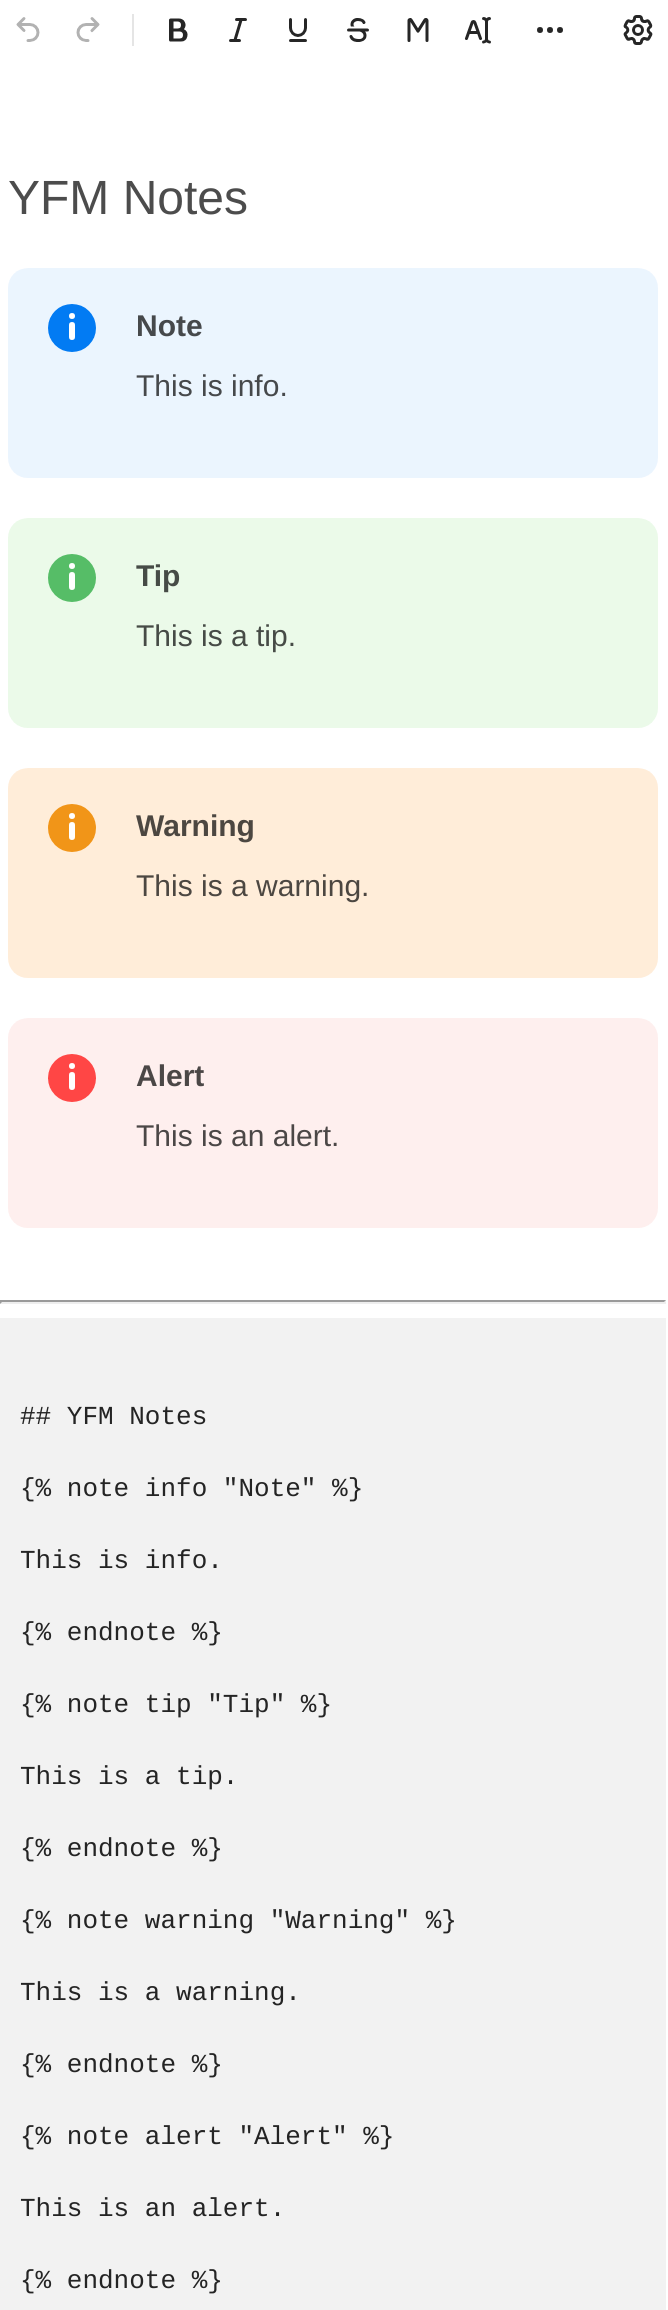 YFM Notes
Note
This is info.
Tip
This is a tip.
Warning
This is a warning.
Alert
This is an alert.
## YFM Notes
{% note info "Note" %}
This is info.
{% endnote %}
{% note tip "Tip" %}
This is a tip.
{% endnote %}
{% note warning "Warning" %}
This is a warning.
{% endnote %}
{% note alert "Alert" %}
This is an alert.
{% endnote %}